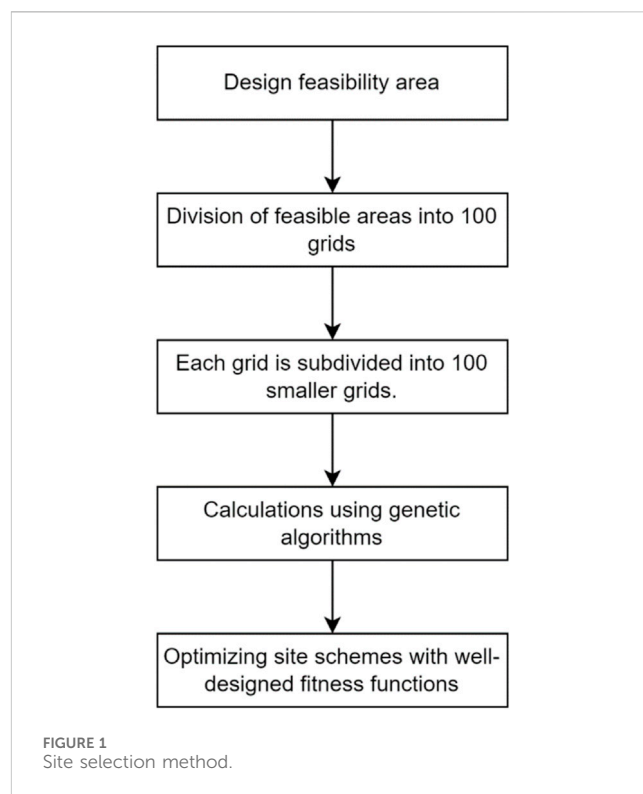 Design feasibility area
Division of feasible areas into 100
grids
Each grid is subdivided into 100
smaller grids.
Calculations using genetic
algorithms
Optimizing site schemes with well-
designed fitness functions
FIGURE 1
Site selection method.